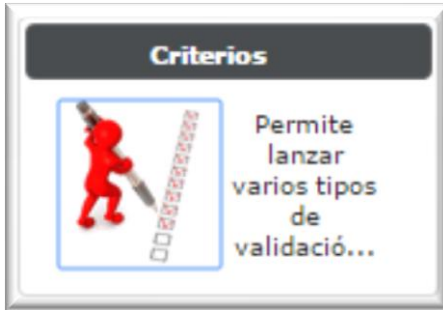 Criterios
Permite
lanzar
varios tipos
de
validació...